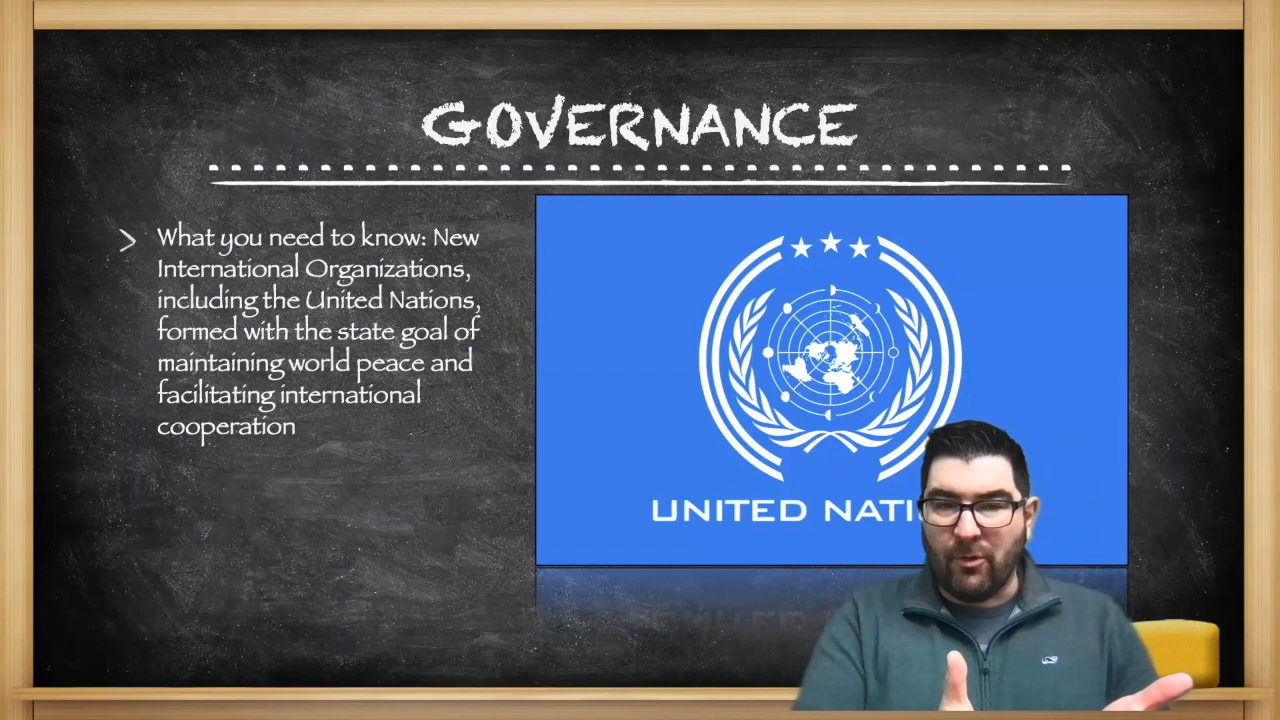 GOVERNANCE
What you need to know: New
International Organizations,
including the United Nations,
formed with the state goal of
maintaining world peace and
facilitating international
cooperation
UNITED NATI